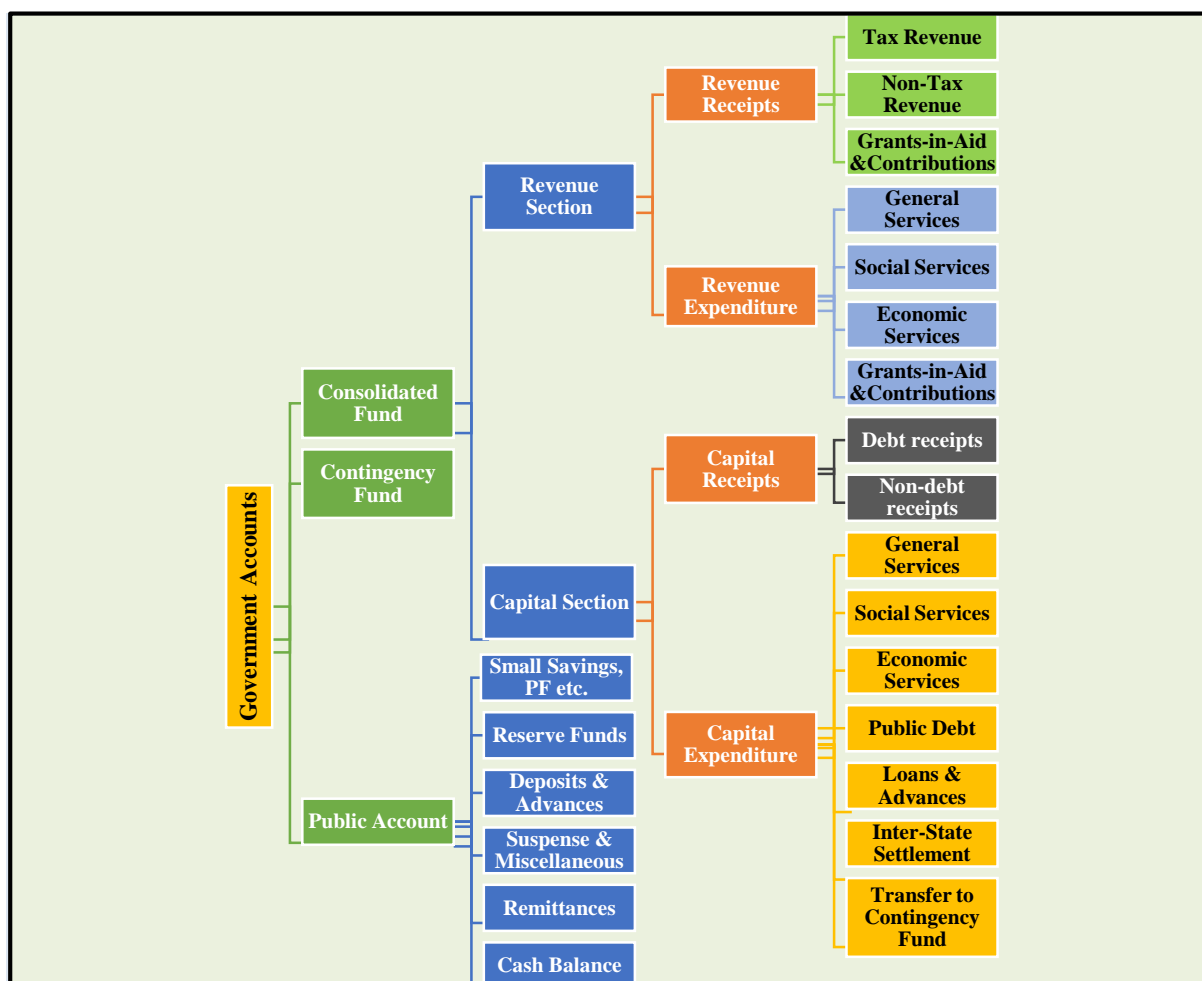 Government Accounts
Consolidated
Fund
Contingency
Fund
Public Account
Revenue
Section
Capital Section
Small Savings,
PF etc.
Reserve Funds
Deposits &
Advances
Suspense &
Miscellaneous
Remittances
Cash Balance
Revenue
Receipts
Revenue
Expenditure
Capital
Receipts
Capital
Expenditure
Tax Revenue
Non-Tax
Revenue
Grants-in-Aid
&Contributions
General
Services
Social Services
Economic
Services
Grants-in-Aid
&Contributions
Debt receipts
Non-debt
receipts
General
Services
Social Services
Economic
Services
Public Debt
Loans &
Advances
Inter-State
Settlement
Transfer to
Contingency
Fund